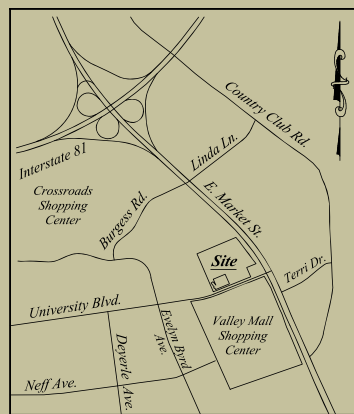 Country Club Rd.
Linda Ln.
Interstate 81
Crossroads
Shopping
Center
Burgess Rd.
E. Market St.
Site
Terri Dr.
University Blvd.
Evelyn Byrd
Ave.
Valley Mall
Shopping
Center
Deyerle Ave.
Neff Ave.